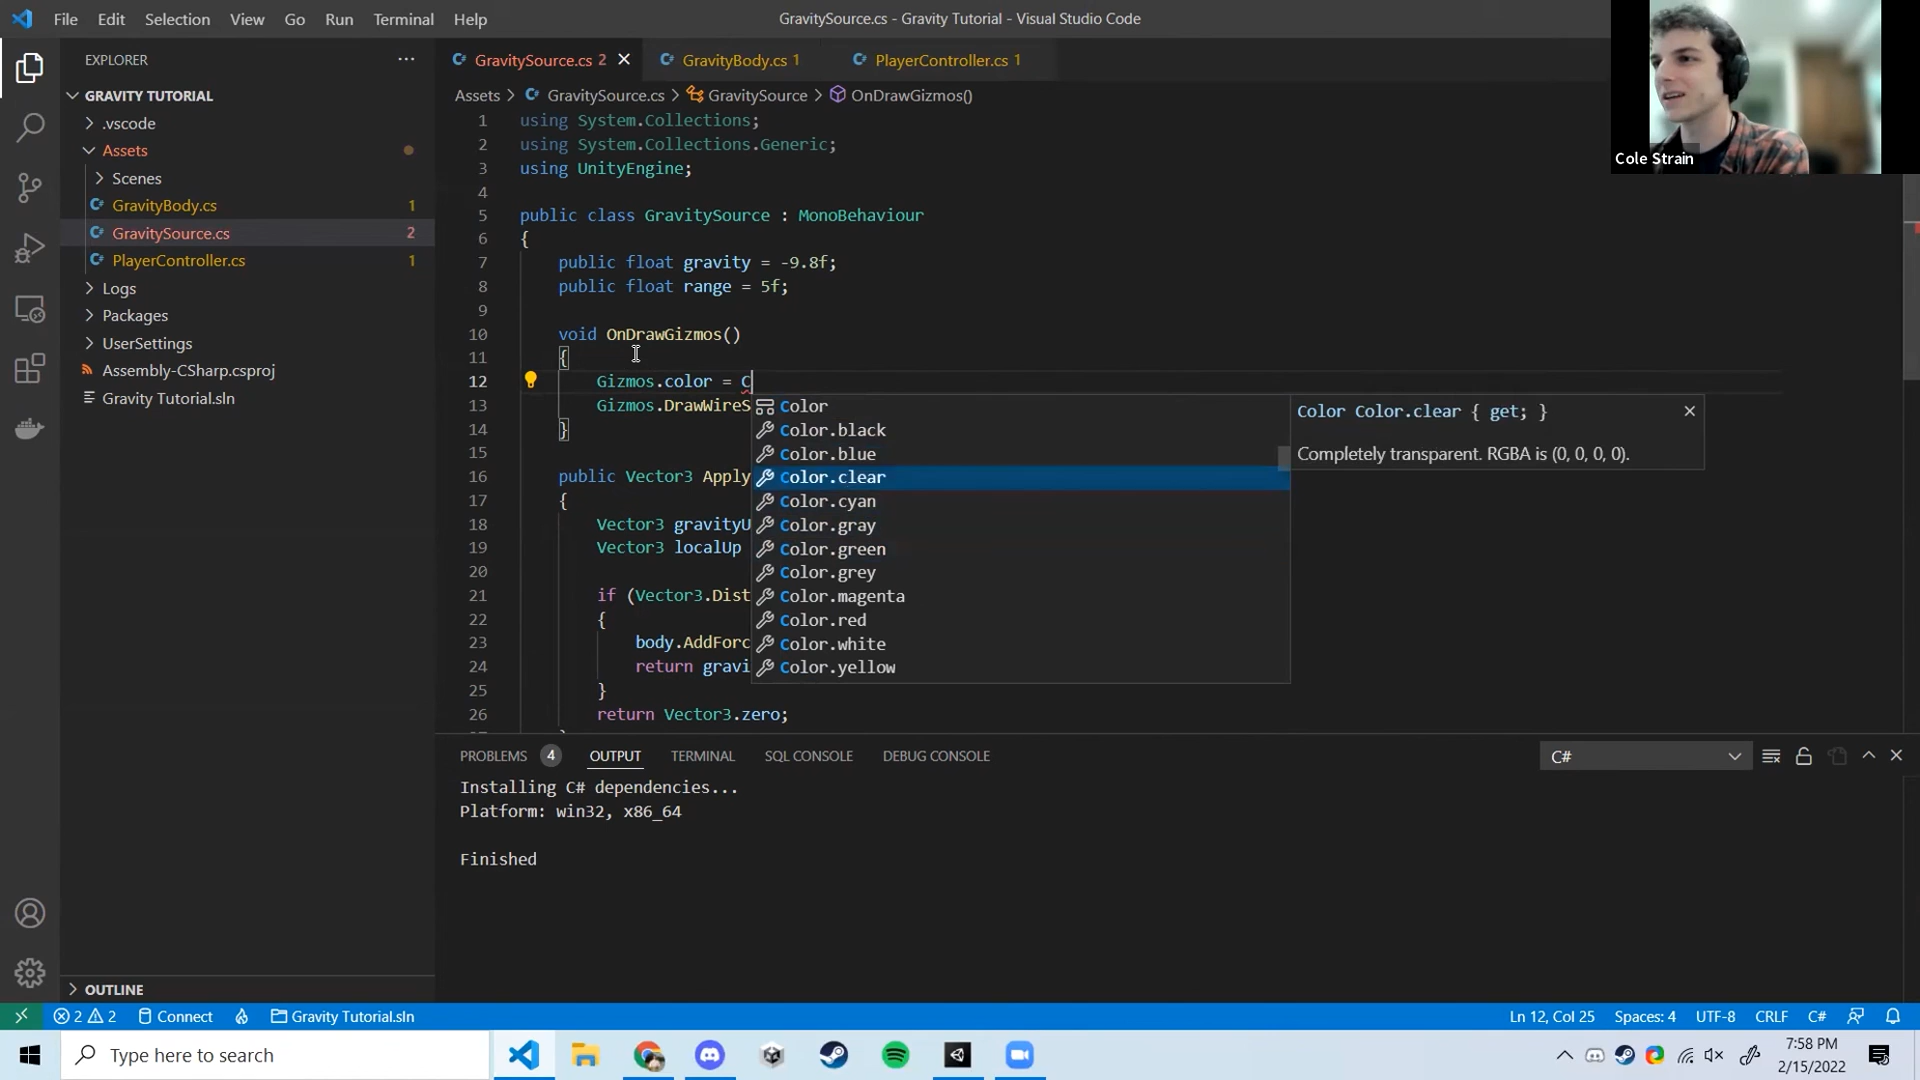 File Edit Selection View Go Run Terminal Help
GravitySource.cs - Gravity Tutorial - Visual Studio Code
Cole Strain
EXPLORER
GRAVITY TUTORIAL
.vscode
Assets
Scenes
GravityBody.cs 1
GravitySource.cs 2
PlayerController.cs 1
Logs
Packages
UserSettings
Assembly-CSharp.csproj
Gravity Tutorial.sln
OUTLINE
GravitySource.cs 2 GravityBody.cs 1 PlayerController.cs 1
Assets > GravitySource.cs > GravitySource > OnDrawGizmos()
1 using System.Collections;
2 using System.Collections.Generic;
3 using UnityEngine;
4
5 public class GravitySource : MonoBehaviour
6 {
7 public float gravity = -9.8f;
8 public float range = 5f;
9
10 void OnDrawGizmos()
11 {
12 Gizmos.color = C
13 Gizmos.DrawWireS
14 }
15
16 public Vector3 Apply
17 {
18 Vector3 gravityU
19 Vector3 localUp
20
21 if (Vector3.Dist
22 {
23 body.AddForc
24 return gravi
25 }
26 return Vector3.zero;
Color
Color.black
Color.blue
Color.clear
Color.cyan
Color.gray
Color.green
Color.grey
Color.magenta
Color.red
Color.white
Color.yellow
Color Color.clear { get; }
Completely transparent. RGBA is (0, 0, 0, 0).
PROBLEMS 4 OUTPUT TERMINAL SQL CONSOLE DEBUG CONSOLE
C#
Installing C# dependencies...
Platform: win32, x86_64
Finished
2 2 Connect Gravity Tutorial.sln
Ln 12, Col 25 Spaces: 4 UTF-8 CRLF C#
Type here to search
7:58 PM
2/15/2022